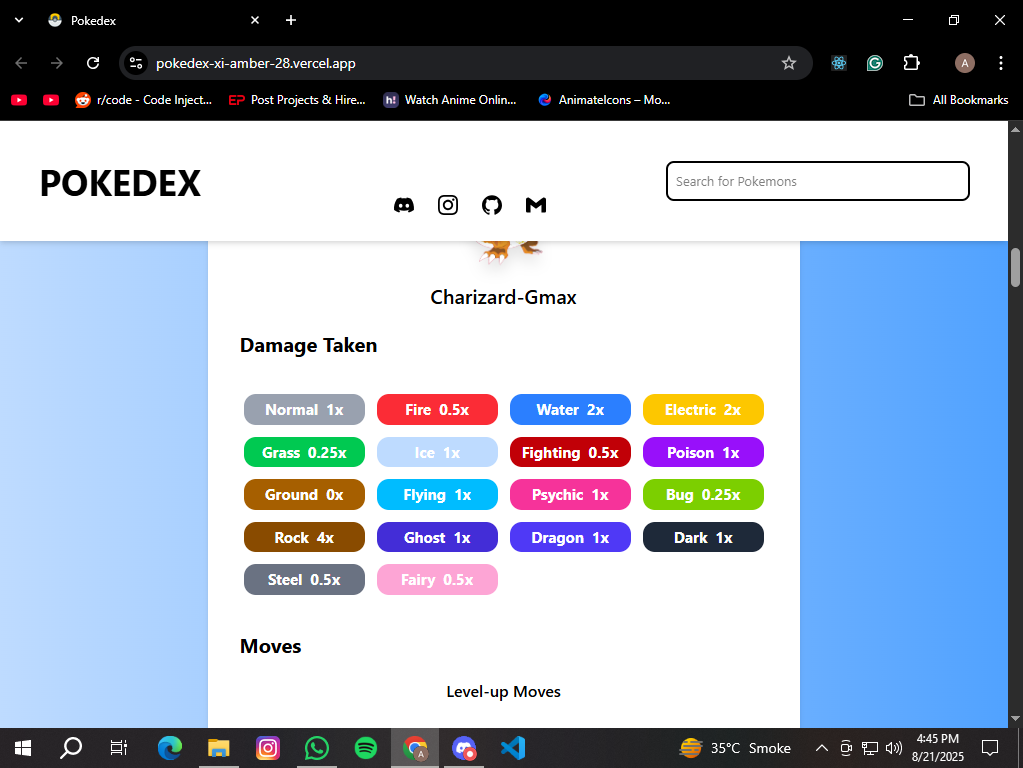 Pokedex
pokedex-xi-amber-28.vercel.app
A
r/code - Code Inject...
EP Post Projects & Hire...
h! Watch Anime Onlin...
AnimateIcons – Mo...
All Bookmarks
POKEDEX
Search for Pokemons
Charizard-Gmax
Damage Taken
Normal 1x Fire 0.5x Water 2x Electric 2x
Grass 0.25x Ice 1x Fighting 0.5x Poison 1x
Ground 0x Flying 1x Psychic 1x Bug 0.25x
Rock 4x Ghost 1x Dragon 1x Dark 1x
Steel 0.5x Fairy 0.5x
Moves
Level-up Moves
A
35°C Smoke
4:45 PM
8/21/2025